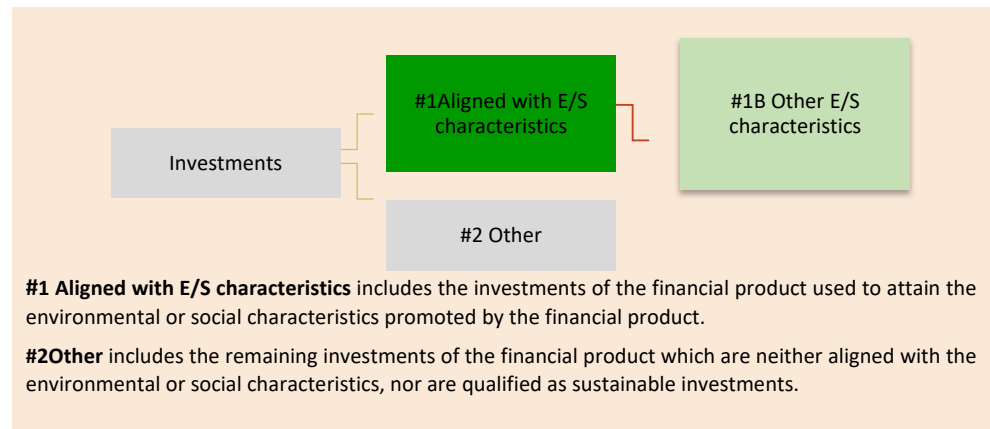 #1Aligned with E/S
characteristics
#1B Other E/S
characteristics
Investments
#2 Other
#1 Aligned with E/S characteristics includes the investments of the financial product used to attain the
environmental or social characteristics promoted by the financial product.
#2Other includes the remaining investments of the financial product which are neither aligned with the
environmental or social characteristics, nor are qualified as sustainable investments.